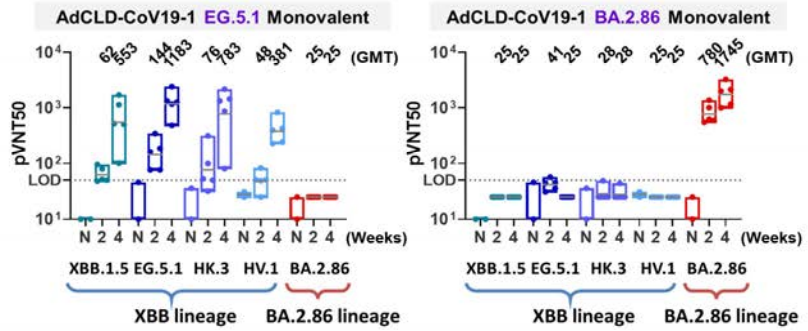 AdCLD-CoV19-1 EG.5.1 Monovalent
62 553 144 1183 76 783 48 381 25 25 (GMT)
pVNT50
10⁴
10³
10²
LOD
10¹
N 2 4 N 2 4 N 2 4 N 2 4 N 2 4 (Weeks)
XBB.1.5 EG.5.1 HK.3 HV.1 BA.2.86
XBB lineage BA.2.86 lineage
AdCLD-CoV19-1 BA.2.86 Monovalent
25 25 41 25 28 28 25 25 780 1745 (GMT)
pVNT50
10⁴
10³
10²
LOD
10¹
N 2 4 N 2 4 N 2 4 N 2 4 N 2 4 (Weeks)
XBB.1.5 EG.5.1 HK.3 HV.1 BA.2.86
XBB lineage BA.2.86 lineage